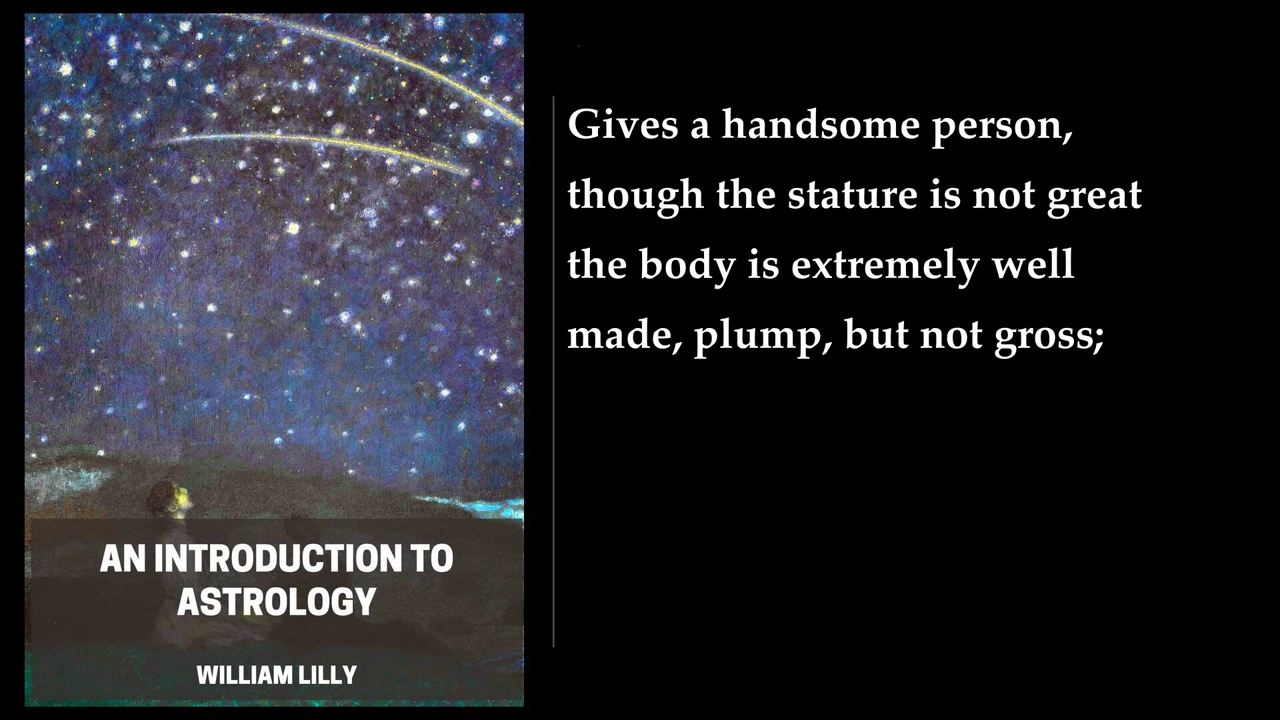 AN INTRODUCTION TO
ASTROLOGY
WILLIAM LILLY
Gives a handsome person,
though the stature is not great
the body is extremely well
made, plump, but not gross;